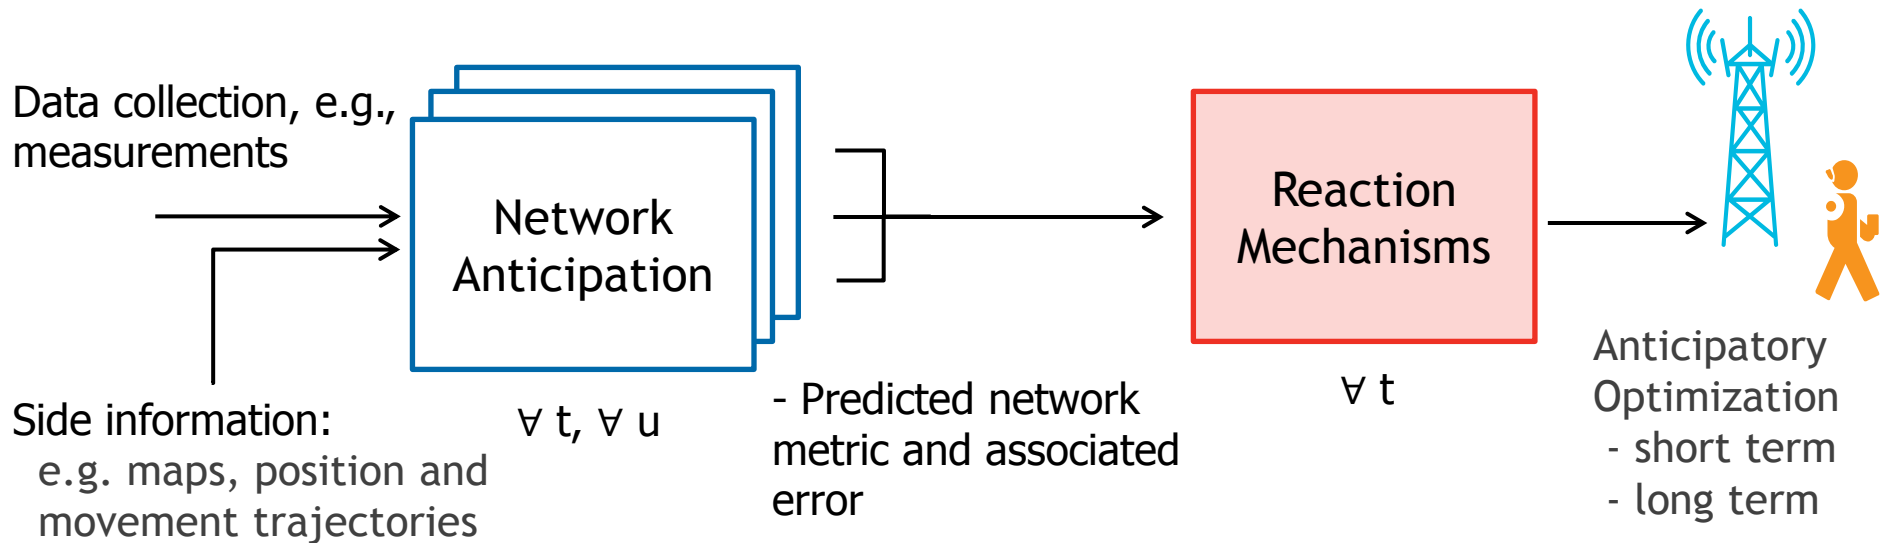 Data collection, e.g.,
measurements
Side information:
e.g. maps, position and
movement trajectories
Network
Anticipation
∀ t, ∀ u
- Predicted network
metric and associated
error
Reaction
Mechanisms
∀ t
Anticipatory
Optimization
- short term
- long term